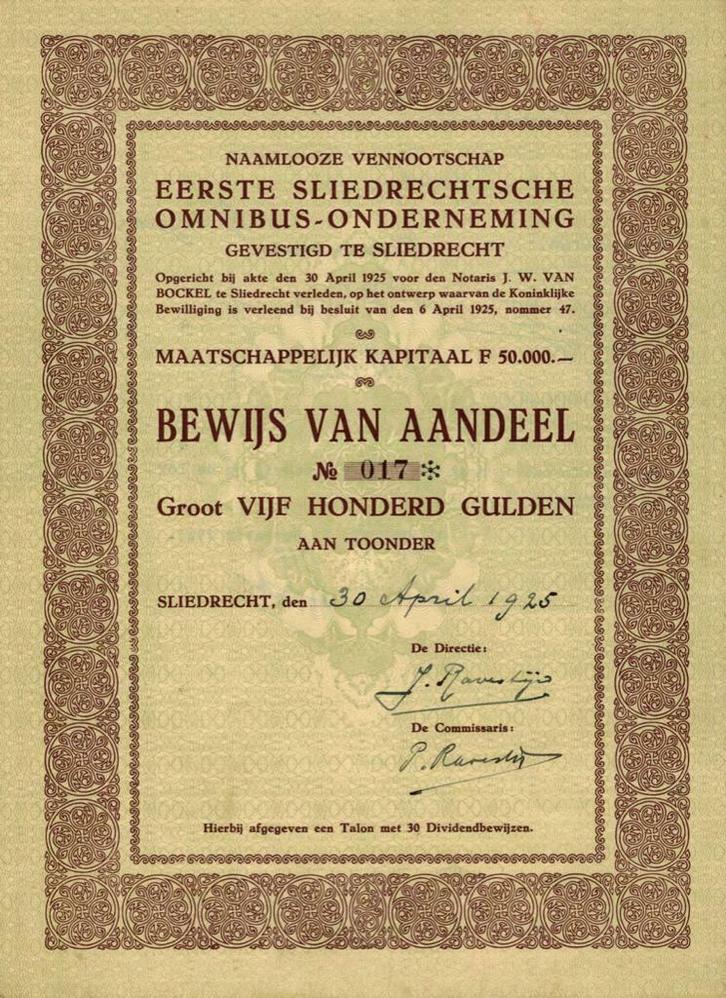 NAAMLOOZE VENNOOTSCHAP
EERSTE SLIEDRECHTSCHE
OMNIBUS-ONDERNEMING
GEVESTIGD TE SLIEDRECHT
Opgericht bij akte den 30 April 1925 voor den Notaris J. W. VAN
BOCKEL te Sliedrecht verleden, op het ontwerp waarvan de Koninklijke
Bewilliging is verleend bij besluit van den 6 April 1925, nommer 47.
MAATSCHAPPELIJK KAPITAAL F 50.000.—
BEWIJS VAN AANDEEL
№ 017 ✻
Groot VIJF HONDERD GULDEN
AAN TOONDER
SLIEDRECHT, den 30 April 1925
De Directie:
J. Ravestijn
De Commissaris:
P. Ravestijn
Hierbij afgegeven een Talon met 30 Dividendbewijzen.